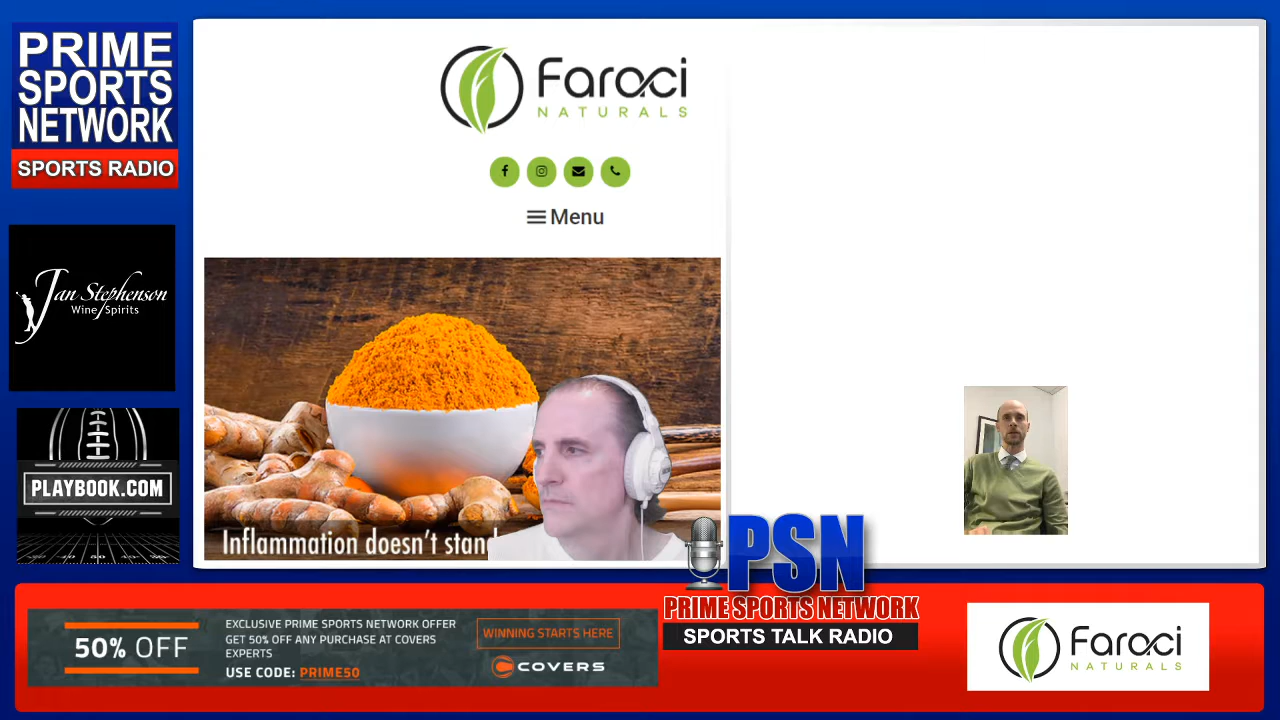 PRIME
SPORTS
NETWORK
SPORTS RADIO
Jan Stephenson
Wine Spirits
PLAYBOOK.COM
50
Faraci
NATURALS
Menu
Inflammation doesn't stand
50% OFF
EXCLUSIVE PRIME SPORTS NETWORK OFFER
GET 50% OFF ANY PURCHASE AT COVERS
EXPERTS
USE CODE: PRIME50
WINNING STARTS HERE
COVERS
PSN
PRIME SPORTS NETWORK
SPORTS TALK RADIO
Faraci
NATURALS